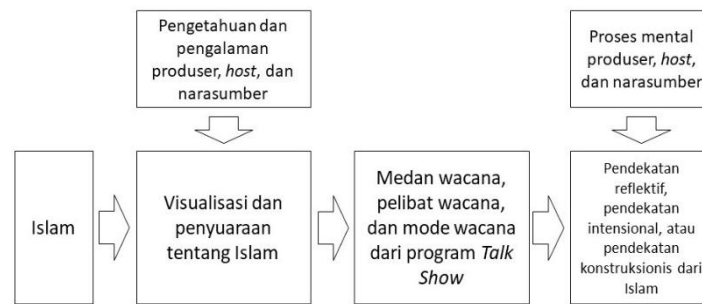 Pengetahuan dan
pengalaman
produser, host, dan
narasumber
Proses mental
produser, host,
dan narasumber
Islam
Visualisasi dan
penyuaraan
tentang Islam
Medan wacana,
pelibat wacana,
dan mode wacana
dari program Talk
Show
Pendekatan
reflektif,
pendekatan
intensional, atau
pendekatan
konstruksionis dari
Islam